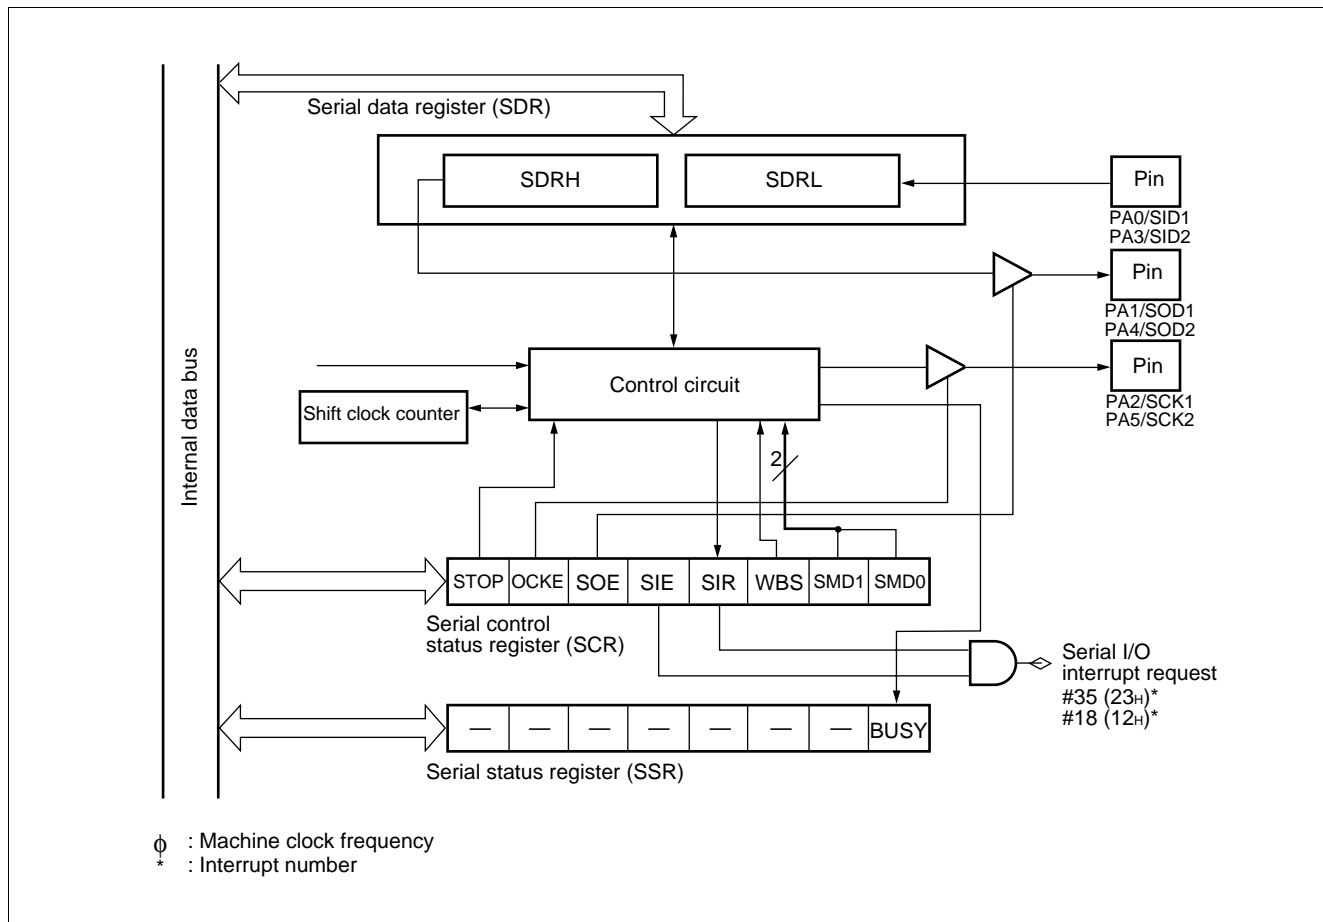 Serial data register (SDR)
SDRH
SDRL
Pin
PA0/SID1
PA3/SID2
Pin
PA1/SOD1
PA4/SOD2
Pin
PA2/SCK1
PA5/SCK2
Internal data bus
Control circuit
Shift clock counter
2
STOP OCKE SOE SIE SIR WBS SMD1 SMD0
Serial control
status register (SCR)
Serial I/O
interrupt request
#35 (23H)*
#18 (12H)*
— — — — — — — BUSY
Serial status register (SSR)
ϕ : Machine clock frequency
* : Interrupt number